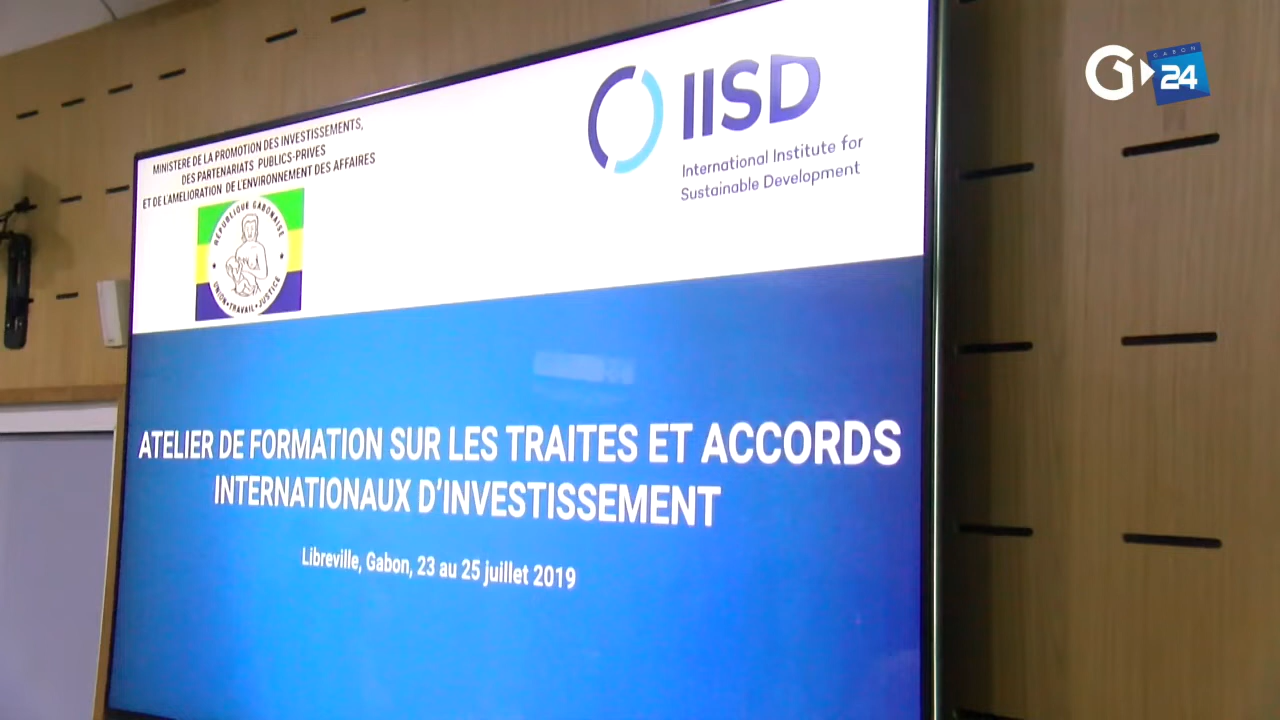 GABON
24
MINISTERE DE LA PROMOTION DES INVESTISSEMENTS,
DES PARTENARIATS PUBLICS-PRIVES
ET DE L'AMELIORATION DE L'ENVIRONNEMENT DES AFFAIRES
RÉPUBLIQUE GABONAISE
UNION•TRAVAIL•JUSTICE
IISD
International Institute for
Sustainable Development
ATELIER DE FORMATION SUR LES TRAITES ET ACCORDS
INTERNATIONAUX D'INVESTISSEMENT
Libreville, Gabon, 23 au 25 juillet 2019